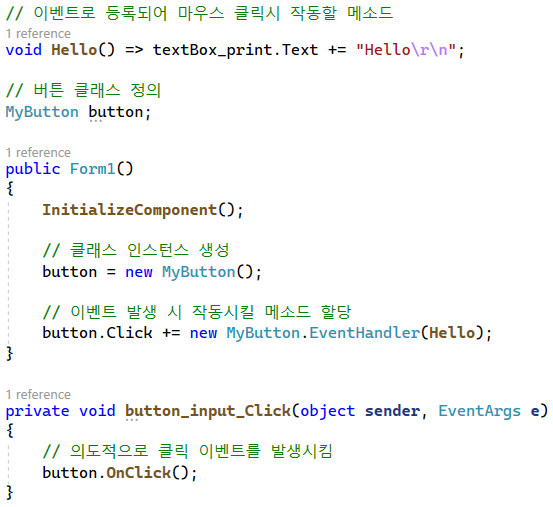 // 이벤트로 등록되어 마우스 클릭시 작동할 메소드
1 reference
void Hello() => textBox_print.Text += "Hello\r\n";
// 버튼 클래스 정의
MyButton button;
1 reference
public Form1()
{
InitializeComponent();
// 클래스 인스턴스 생성
button = new MyButton();
// 이벤트 발생 시 작동시킬 메소드 할당
button.Click += new MyButton.EventHandler(Hello);
}
1 reference
private void button_input_Click(object sender, EventArgs e)
{
// 의도적으로 클릭 이벤트를 발생시킴
button.OnClick();
}